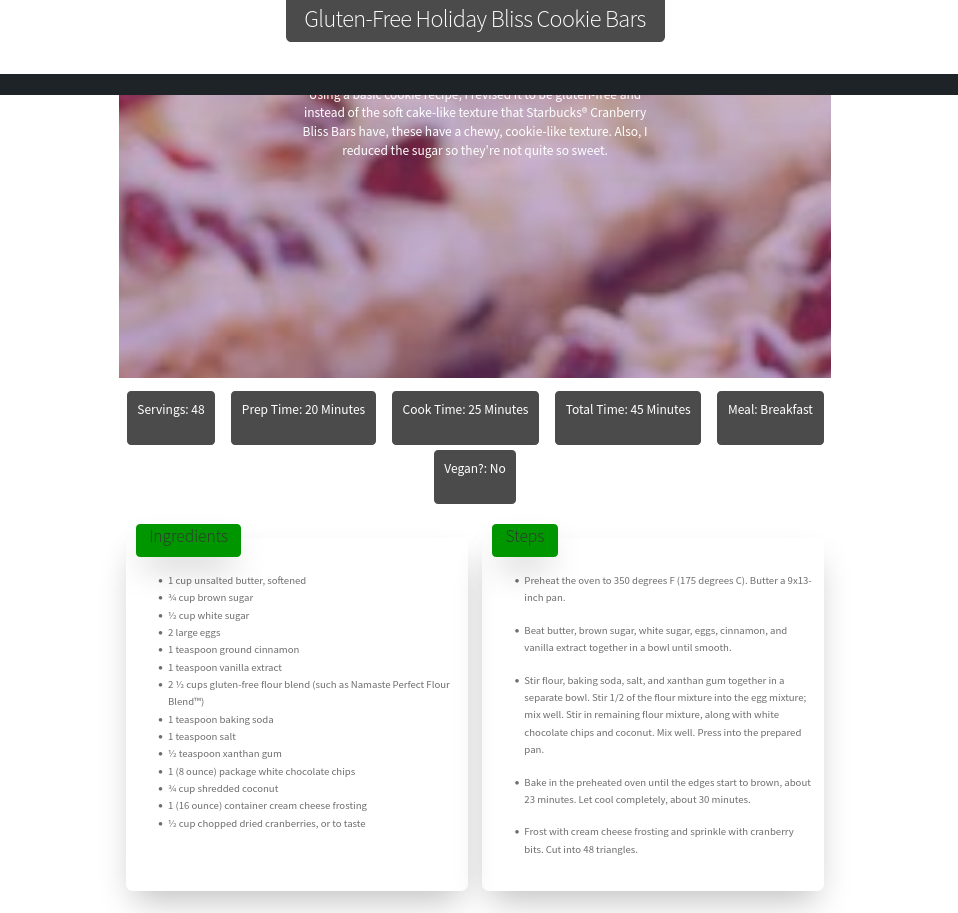 Gluten-Free Holiday Bliss Cookie Bars
Using a basic cookie recipe, I revised it to be gluten-free and
instead of the soft cake-like texture that Starbucks® Cranberry
Bliss Bars have, these have a chewy, cookie-like texture. Also, I
reduced the sugar so they're not quite so sweet.
Servings: 48
Prep Time: 20 Minutes
Cook Time: 25 Minutes
Total Time: 45 Minutes
Meal: Breakfast
Vegan?: No
Ingredients
1 cup unsalted butter, softened
¾ cup brown sugar
½ cup white sugar
2 large eggs
1 teaspoon ground cinnamon
1 teaspoon vanilla extract
2 ½ cups gluten-free flour blend (such as Namaste Perfect Flour
Blend™)
1 teaspoon baking soda
1 teaspoon salt
½ teaspoon xanthan gum
1 (8 ounce) package white chocolate chips
¾ cup shredded coconut
1 (16 ounce) container cream cheese frosting
½ cup chopped dried cranberries, or to taste
Steps
Preheat the oven to 350 degrees F (175 degrees C). Butter a 9x13-
inch pan.
Beat butter, brown sugar, white sugar, eggs, cinnamon, and
vanilla extract together in a bowl until smooth.
Stir flour, baking soda, salt, and xanthan gum together in a
separate bowl. Stir 1/2 of the flour mixture into the egg mixture;
mix well. Stir in remaining flour mixture, along with white
chocolate chips and coconut. Mix well. Press into the prepared
pan.
Bake in the preheated oven until the edges start to brown, about
23 minutes. Let cool completely, about 30 minutes.
Frost with cream cheese frosting and sprinkle with cranberry
bits. Cut into 48 triangles.